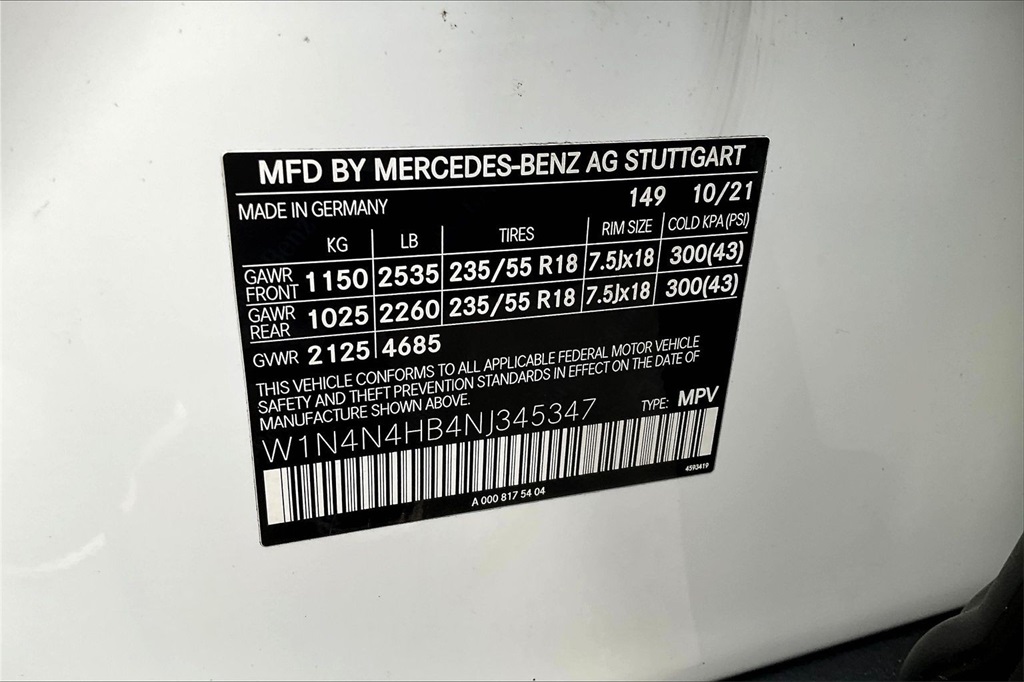 MFD BY MERCEDES-BENZ AG STUTTGART
MADE IN GERMANY 149 10/21
KG LB TIRES RIM SIZE COLD KPA (PSI)
GAWR FRONT 1150 2535 235/55 R18 7.5Jx18 300(43)
GAWR REAR 1025 2260 235/55 R18 7.5Jx18 300(43)
GVWR 2125 4685
THIS VEHICLE CONFORMS TO ALL APPLICABLE FEDERAL MOTOR VEHICLE
SAFETY AND THEFT PREVENTION STANDARDS IN EFFECT ON THE DATE OF
MANUFACTURE SHOWN ABOVE.
TYPE: MPV
W1N4N4HB4NJ345347
4593419
A 000 817 54 04